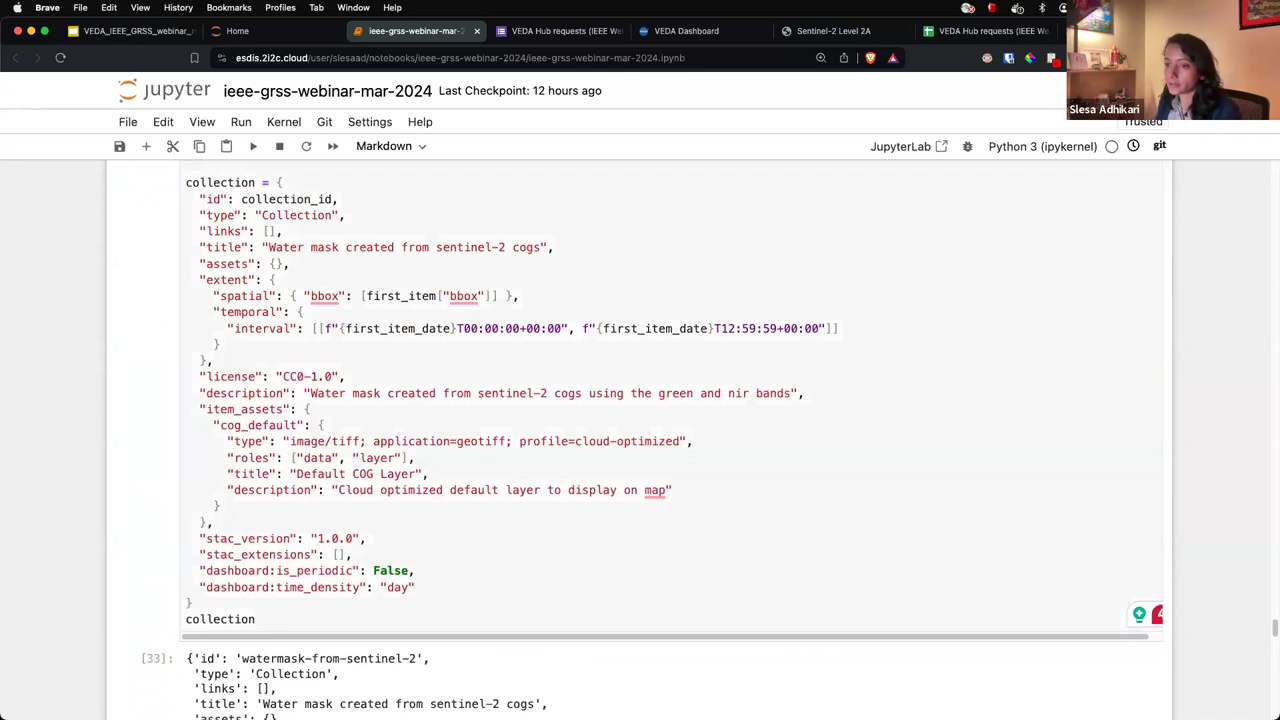 Brave File Edit View History Bookmarks Profiles Tab Window Help
VEDA_IEEE_GRSS_webinar_ Home ieee-grss-webinar-mar-2 VEDA Hub requests (IEEE We VEDA Dashboard Sentinel-2 Level 2A VEDA Hub requests (IEEE W
esdis.2i2c.cloud/user/slesaad/notebooks/ieee-grss-webinar-2024/ieee-grss-webinar-mar-2024.ipynb
jupyter ieee-grss-webinar-mar-2024 Last Checkpoint: 12 hours ago
Slesa Adhikari
File Edit View Run Kernel Git Settings Help Trusted
Markdown JupyterLab Python 3 (ipykernel) git
collection = {
"id": collection_id,
"type": "Collection",
"links": [],
"title": "Water mask created from sentinel-2 cogs",
"assets": {},
"extent": {
"spatial": { "bbox": [first_item["bbox"]] },
"temporal": {
"interval": [[f"{first_item_date}T00:00:00+00:00", f"{first_item_date}T12:59:59+00:00"]]
}
},
"license": "CC0-1.0",
"description": "Water mask created from sentinel-2 cogs using the green and nir bands",
"item_assets": {
"cog_default": {
"type": "image/tiff; application=geotiff; profile=cloud-optimized",
"roles": ["data", "layer"],
"title": "Default COG Layer",
"description": "Cloud optimized default layer to display on map"
}
},
"stac_version": "1.0.0",
"stac_extensions": [],
"dashboard:is_periodic": False,
"dashboard:time_density": "day"
}
collection
[33]: {'id': 'watermask-from-sentinel-2',
'type': 'Collection',
'links': [],
'title': 'Water mask created from sentinel-2 cogs',
'assets': {}